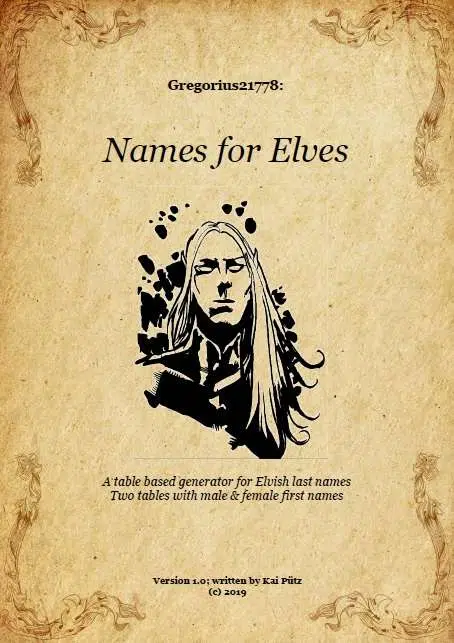 Gregorius21778:
Names for Elves
A table based generator for Elvish last names
Two tables with male & female first names
Version 1.0; written by Kai Pütz
(c) 2019